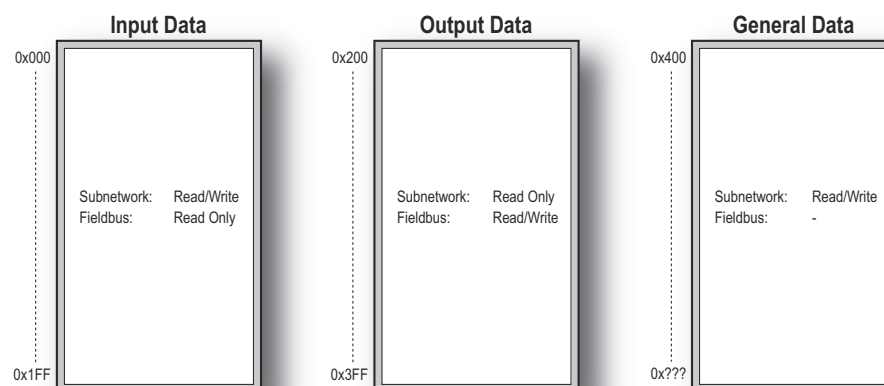 Input Data
0x000
Subnetwork: Read/Write
Fieldbus: Read Only
0x1FF
Output Data
0x200
Subnetwork: Read Only
Fieldbus: Read/Write
0x3FF
General Data
0x400
Subnetwork: Read/Write
Fieldbus: -
0x???